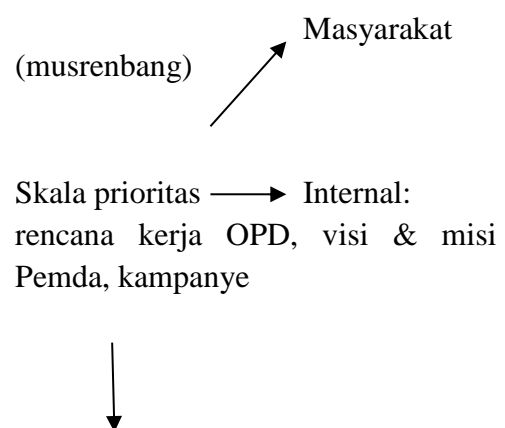 Masyarakat
(musrenbang)
Skala prioritas Internal:
rencana kerja OPD, visi & misi
Pemda, kampanye